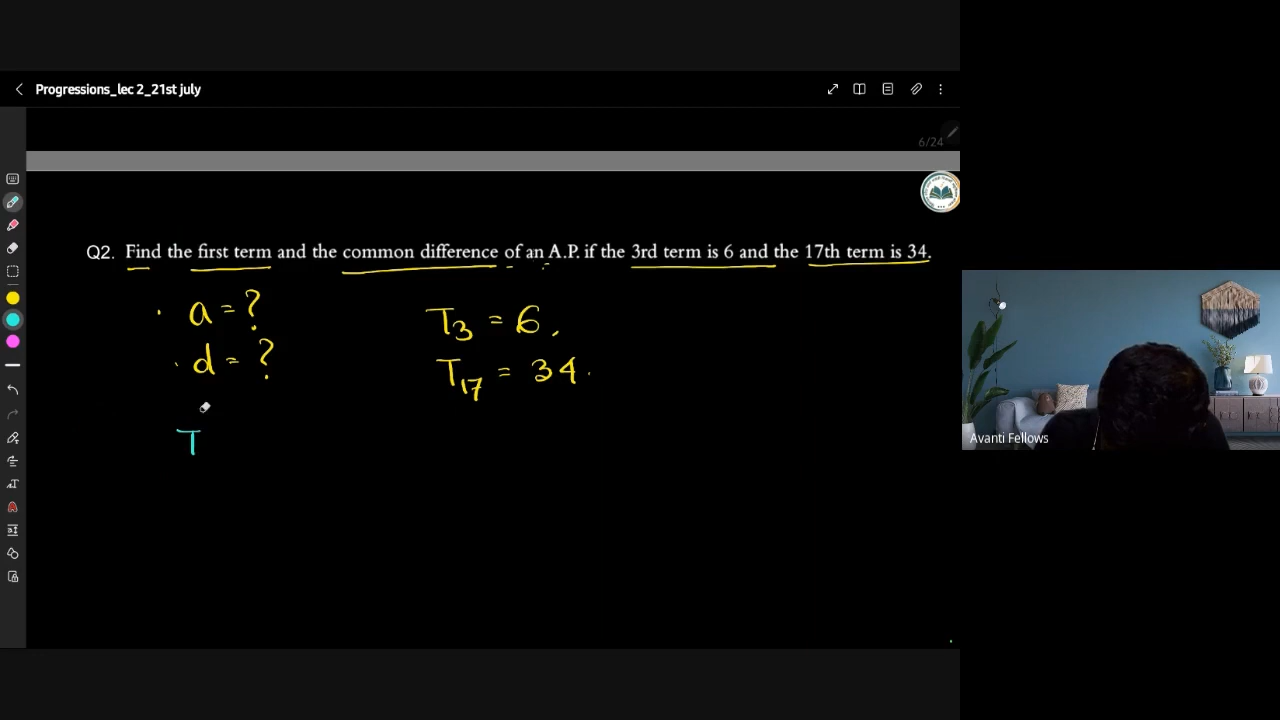 Progressions_lec 2_21st july
6/24
Q2. Find the first term and the common difference of an A.P. if the 3rd term is 6 and the 17th term is 34.
a = ?
T3 = 6.
d = ?
T17 = 34.
T
Avanti Fellows